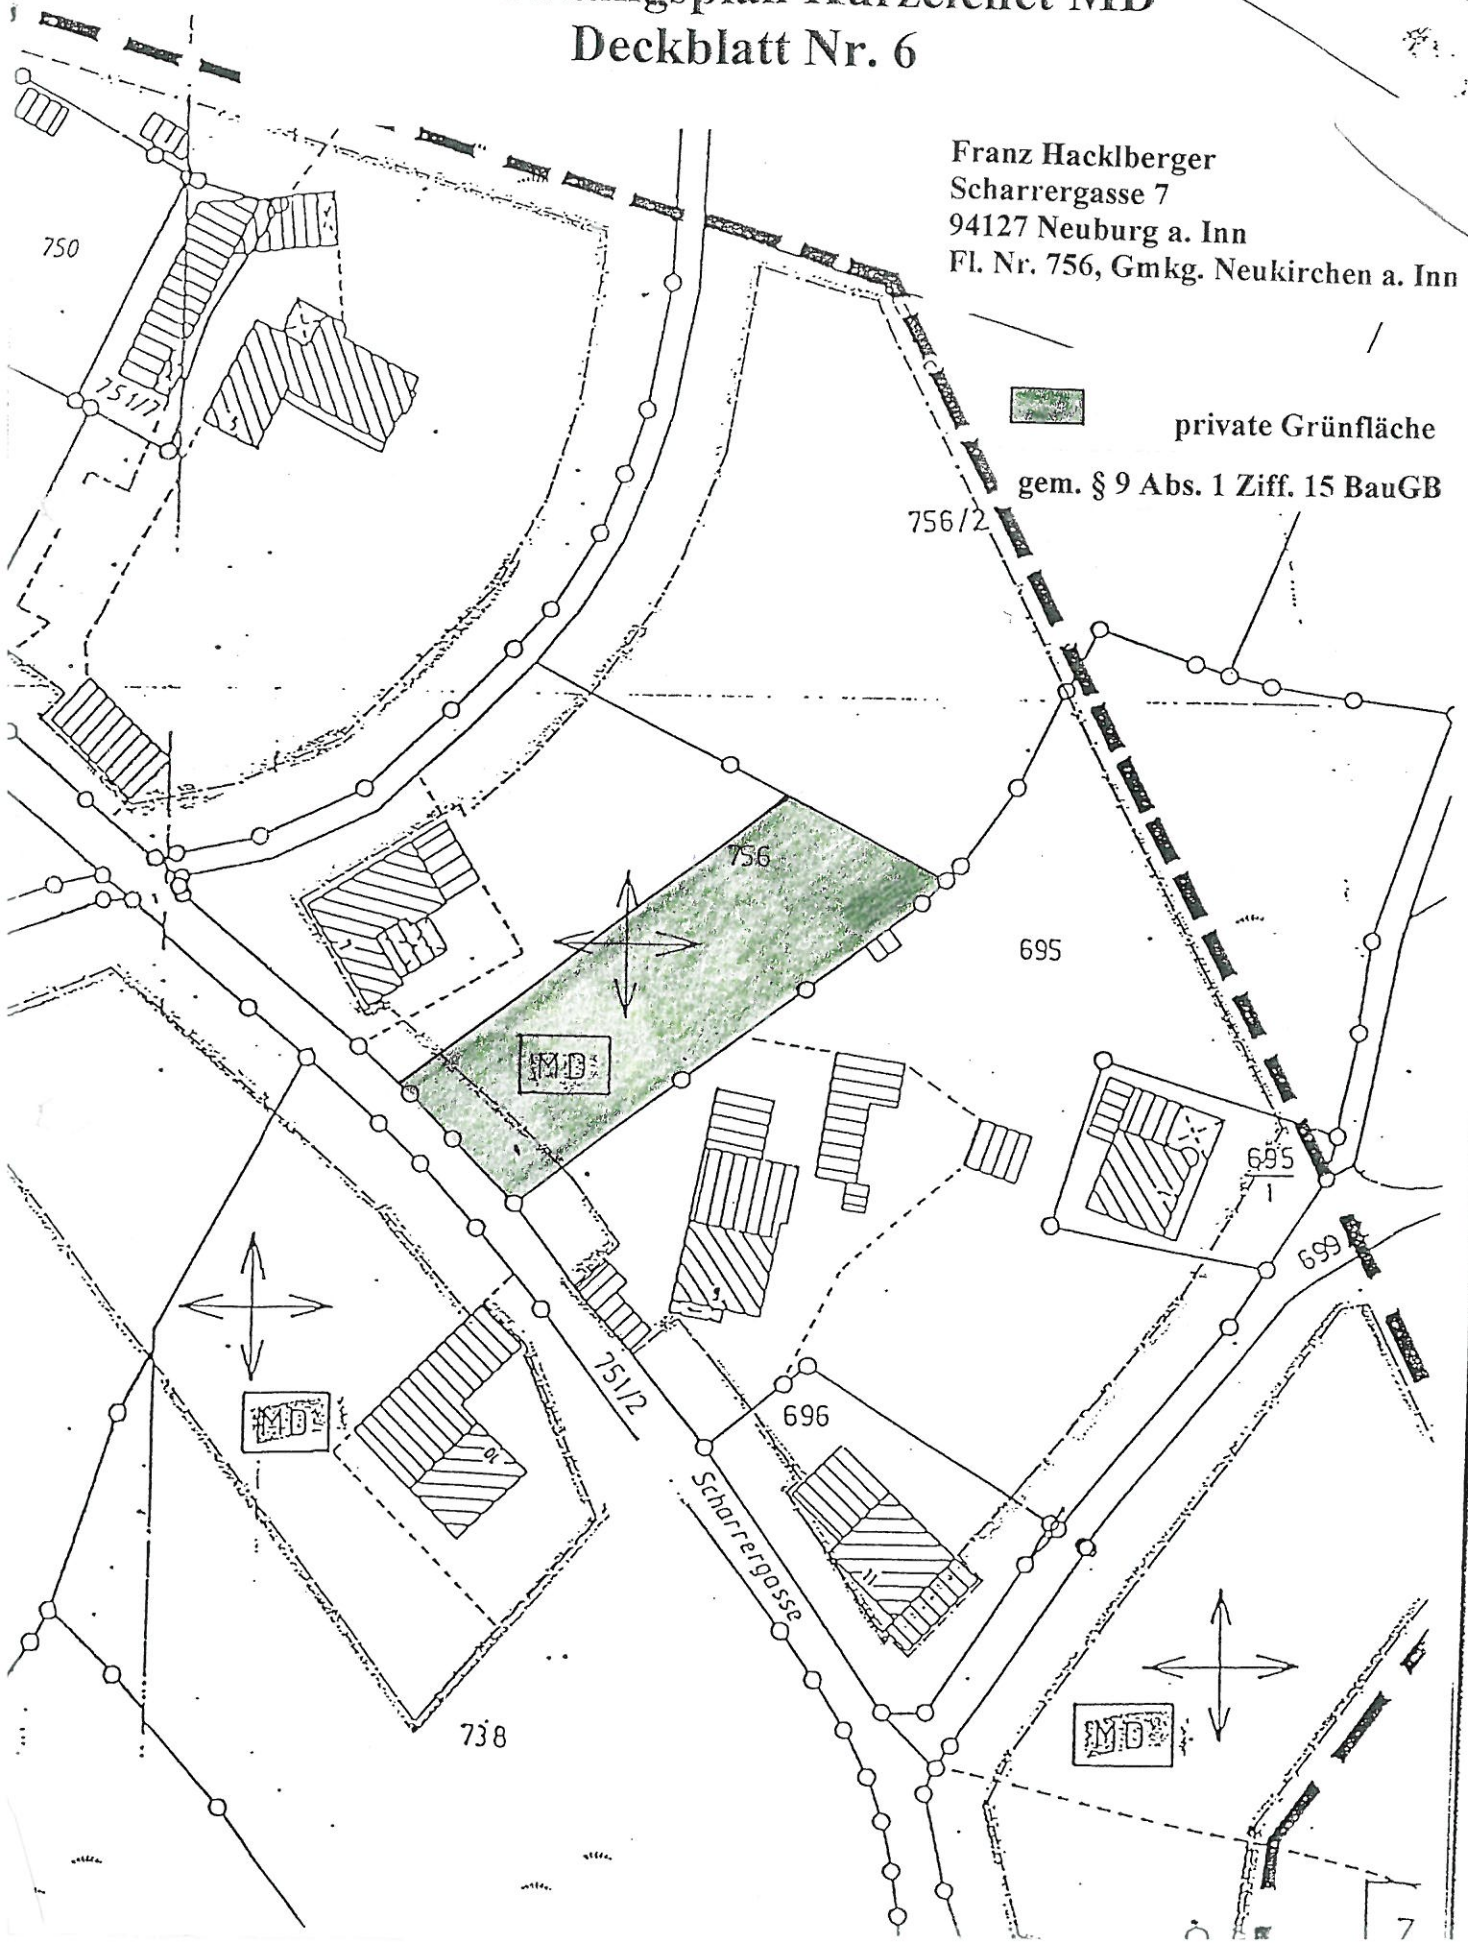 Deckblatt Nr. 6
Franz Hacklberger
Scharrergasse 7
94127 Neuburg a. Inn
Fl. Nr. 756, Gmkg. Neukirchen a. Inn
750
751/7
private Grünfläche
gem. § 9 Abs. 1 Ziff. 15 BauGB
756/2
756
695
MD
695
1
699
751/2
MD
10
696
Scharrergasse
11
738
MD
7